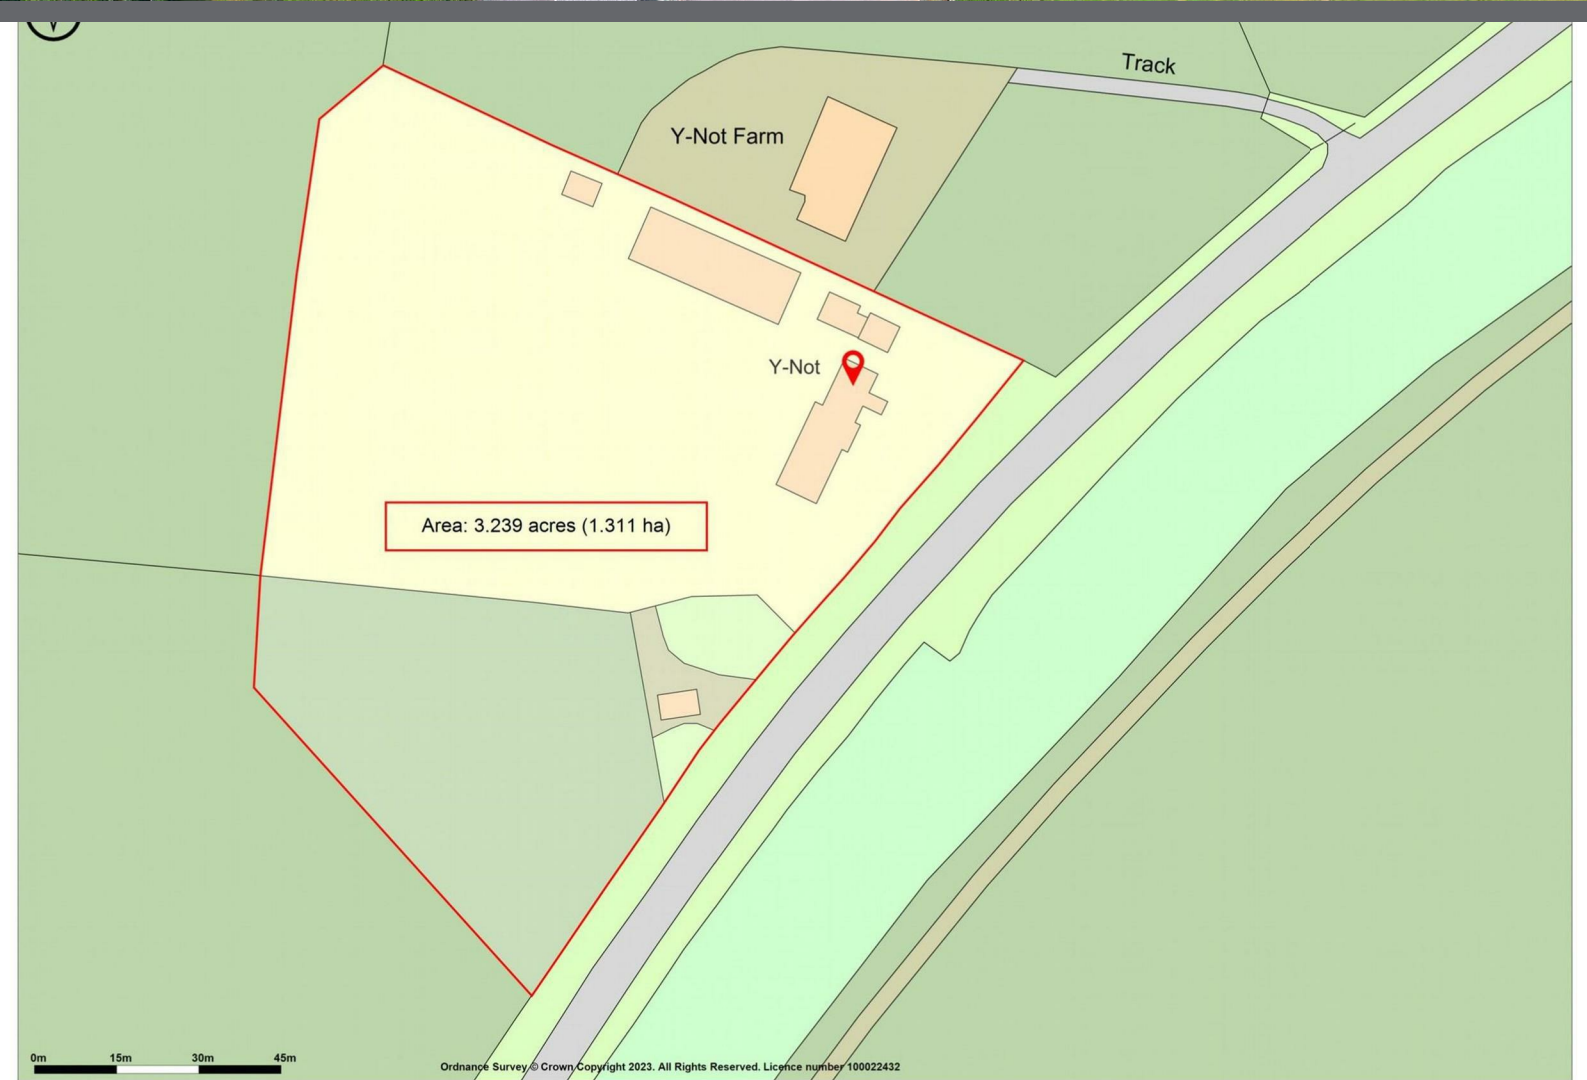 Track
Y-Not Farm
Y-Not
Area: 3.239 acres (1.311 ha)
0m 15m 30m 45m
Ordnance Survey © Crown Copyright 2023. All Rights Reserved. Licence number 100022432